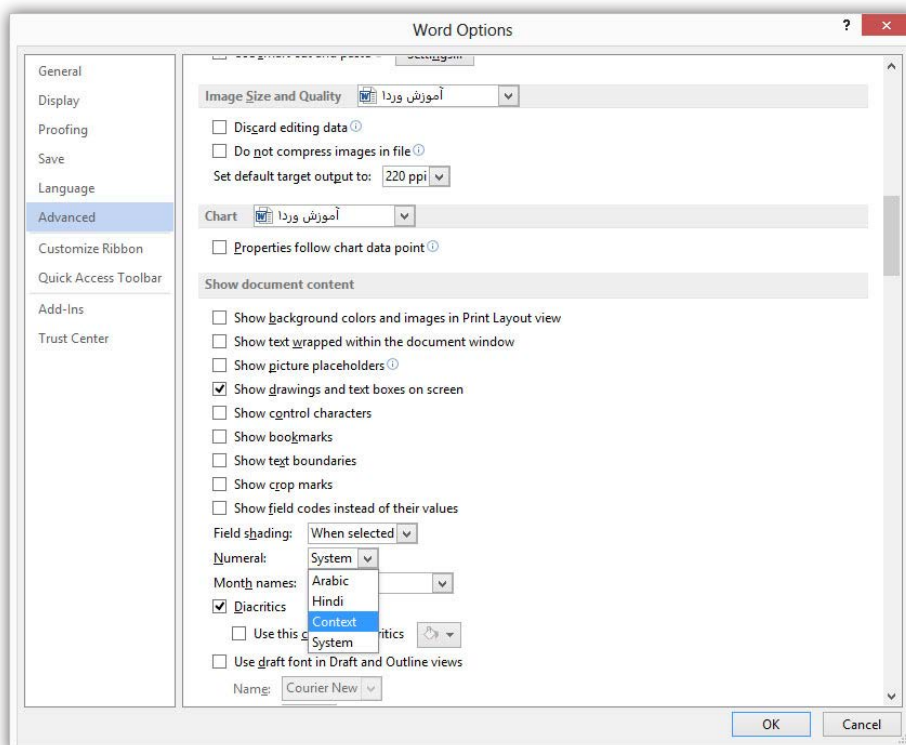 Word Options
?
General
Display
Proofing
Save
Language
Advanced
Customize Ribbon
Quick Access Toolbar
Add-Ins
Trust Center
Image Size and Quality آموزش ورد۱
Discard editing data
Do not compress images in file
Set default target output to: 220 ppi
Chart آموزش ورد۱
Properties follow chart data point
Show document content
Show background colors and images in Print Layout view
Show text wrapped within the document window
Show picture placeholders
Show drawings and text boxes on screen
Show control characters
Show bookmarks
Show text boundaries
Show crop marks
Show field codes instead of their values
Field shading: When selected
Numeral: System
Arabic
Hindi
Context
System
Month names:
Diacritics
Use this
Use draft font in Draft and Outline views
Name: Courier New
OK
Cancel